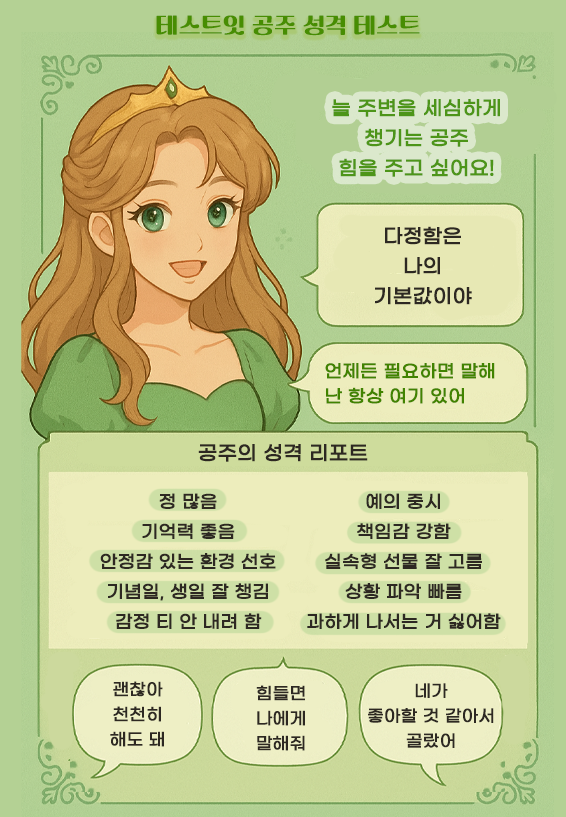 테스트잇 공주 성격 테스트
늘 주변을 세심하게
챙기는 공주
힘을 주고 싶어요!
다정함은
나의
기본값이야
언제든 필요하면 말해
난 항상 여기 있어
공주의 성격 리포트
정 많음
기억력 좋음
안정감 있는 환경 선호
기념일, 생일 잘 챙김
감정 티 안 내려 함
예의 중시
책임감 강함
실속형 선물 잘 고름
상황 파악 빠름
과하게 나서는 거 싫어함
괜찮아
천천히
해도 돼
힘들면
나에게
말해줘
네가
좋아할 것 같아서
골랐어